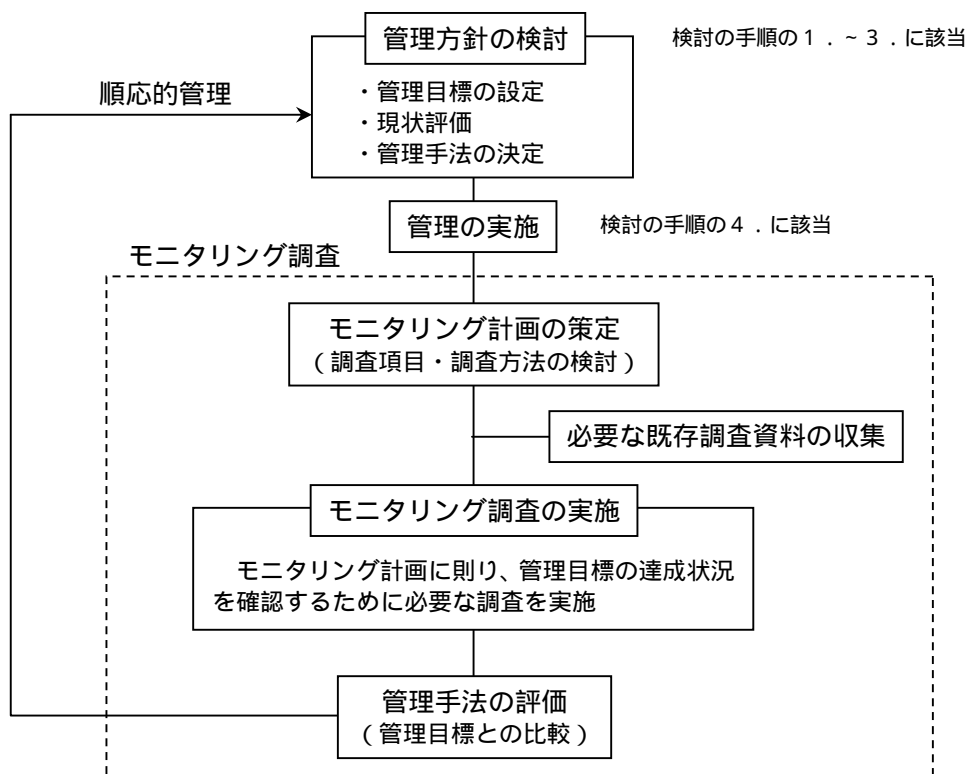 管理方針の検討
検討の手順の1．~3．に該当
順応的管理
・管理目標の設定
・現状評価
・管理手法の決定
管理の実施
検討の手順の4．に該当
モニタリング調査
モニタリング計画の策定
（調査項目・調査方法の検討）
必要な既存調査資料の収集
モニタリング調査の実施
モニタリング計画に則り、管理目標の達成状況
を確認するために必要な調査を実施
管理手法の評価
（管理目標との比較）